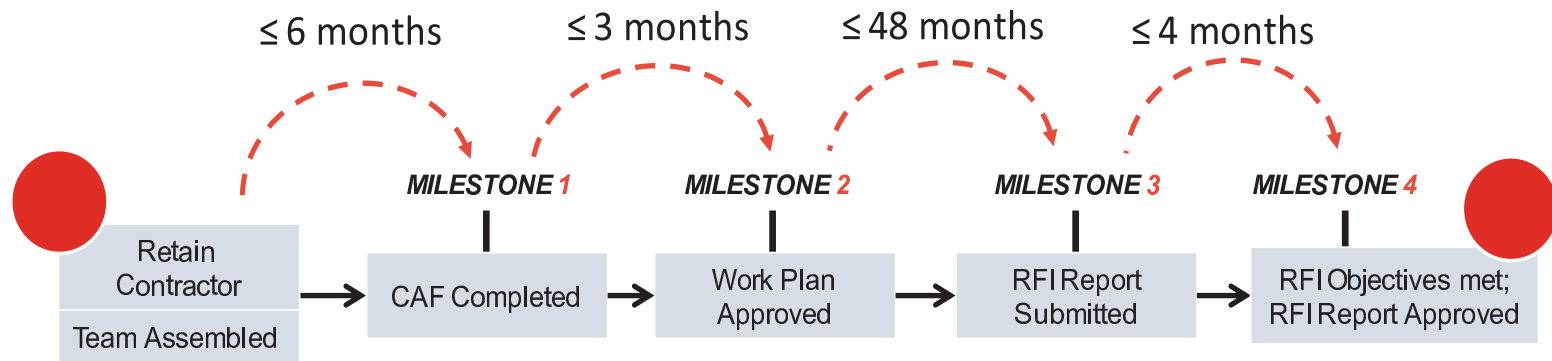 ≤ 6 months
≤ 3 months
≤ 48 months
≤ 4 months
MILESTONE 1
MILESTONE 2
MILESTONE 3
MILESTONE 4
Retain
Contractor
Team Assembled
CAF Completed
Work Plan
Approved
RFI Report
Submitted
RFI Objectives met;
RFI Report Approved